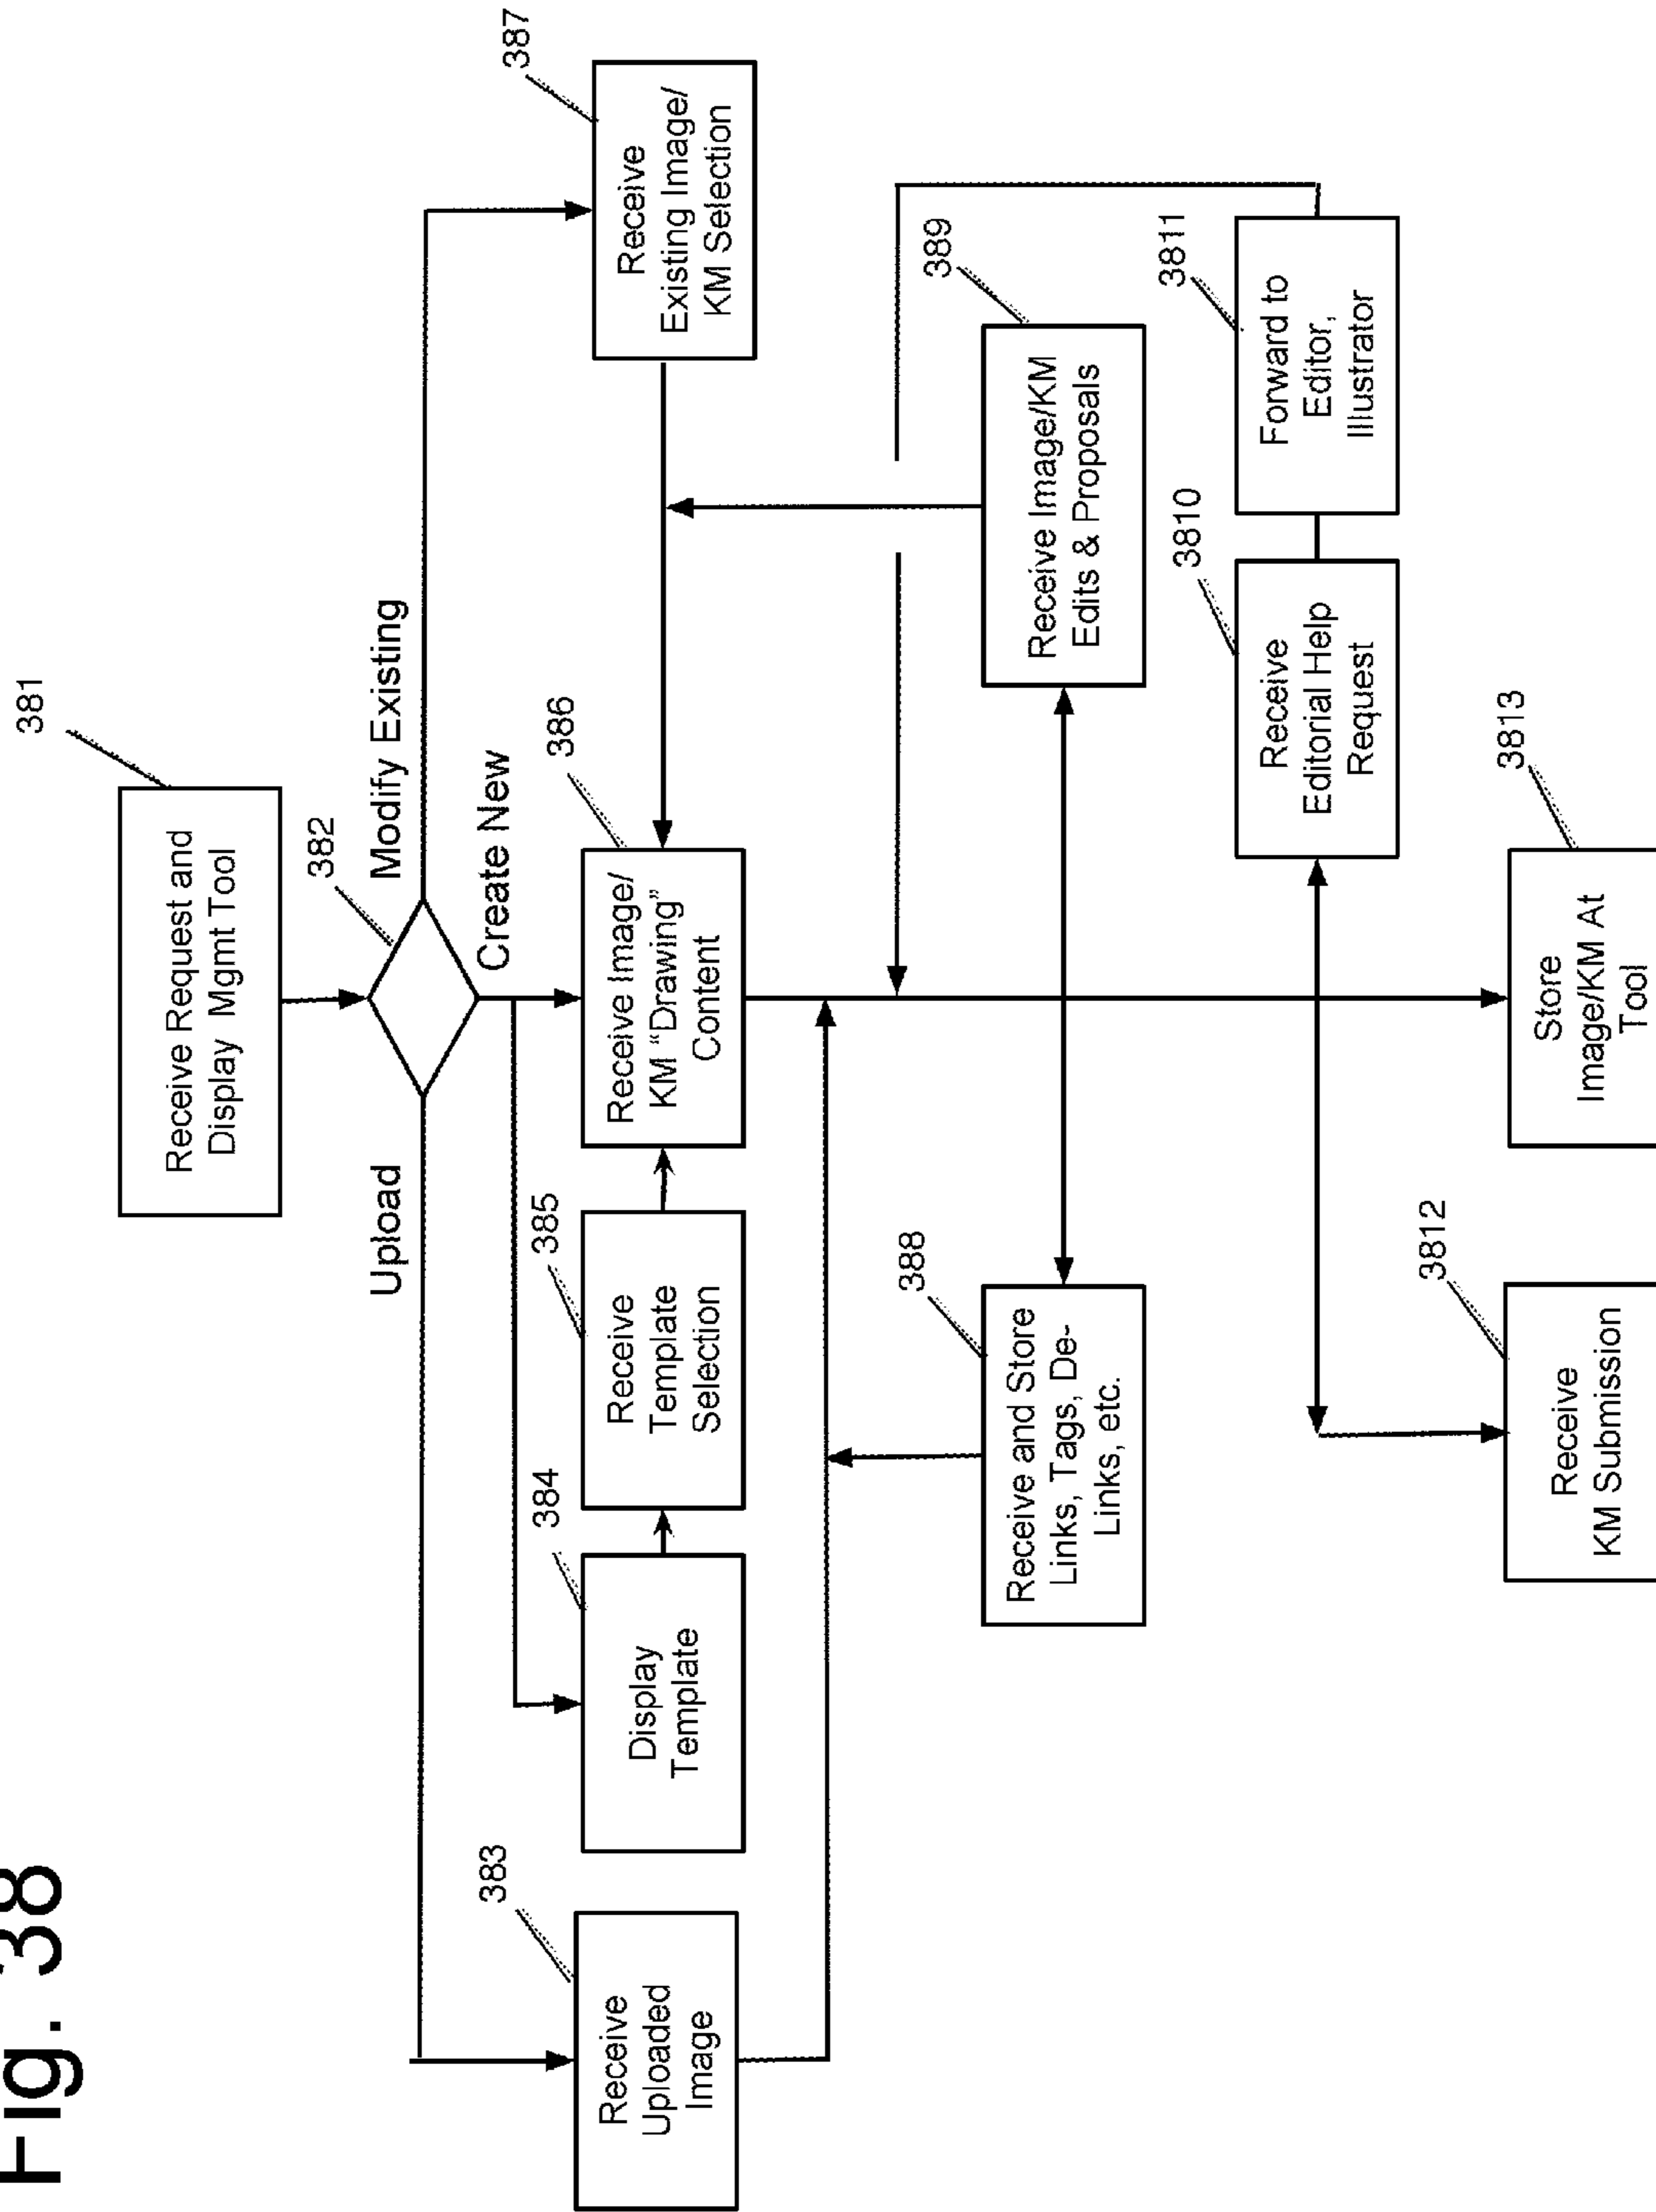 Fig. 38
381
Receive Request and
Display Mgmt Tool
382
Upload
Modify Existing
Create New
383
Receive
Uploaded
Image
384
Display
Template
385
Receive
Template
Selection
386
Receive Image/
KM "Drawing"
Content
387
Receive
Existing Image/
KM Selection
388
Receive and Store
Links, Tags, De-
Links, etc.
389
Receive Image/KM
Edits & Proposals
3810
Receive
Editorial Help
Request
3811
Forward to
Editor,
Illustrator
3812
Receive
KM Submission
3813
Store
Image/KM At
Tool